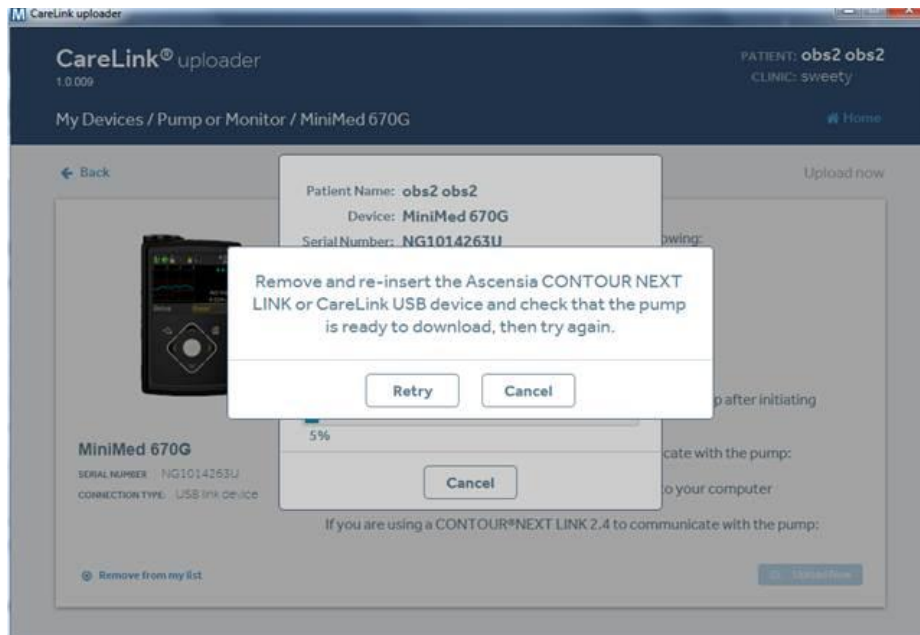 M CareLink uploader
CareLink® uploader
1.0.009
PATIENT: obs2 obs2
CLINIC: sweety
My Devices / Pump or Monitor / MiniMed 670G
Home
Back
Upload now
Patient Name: obs2 obs2
Device: MiniMed 670G
Serial Number: NG1014263U
owing:
Remove and re-insert the Ascensia CONTOUR NEXT
LINK or CareLink USB device and check that the pump
is ready to download, then try again.
Retry
Cancel
p after initiating
5%
MiniMed 670G
SERIAL NUMBER NG1014263U
CONNECTION TYPE: USB link device
cate with the pump:
Cancel
to your computer
If you are using a CONTOUR®NEXT LINK 2.4 to communicate with the pump:
Remove from my list
Upload Now